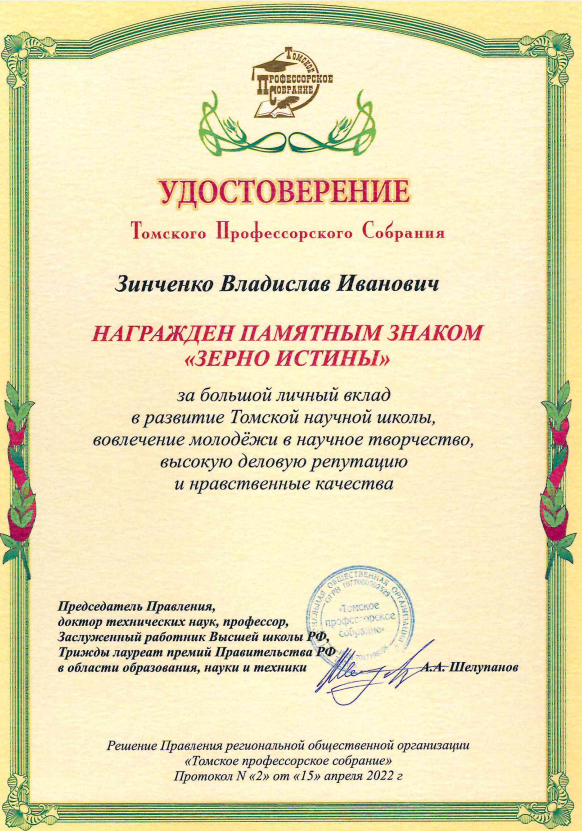 Томское
Профессорское
Собрание
УДОСТОВЕРЕНИЕ
Томского Профессорского Собрания
Зинченко Владислав Иванович
НАГРАЖДЕН ПАМЯТНЫМ ЗНАКОМ
«ЗЕРНО ИСТИНЫ»
за большой личный вклад
в развитие Томской научной школы,
вовлечение молодёжи в научное творчество,
высокую деловую репутацию
и нравственные качества
ОБЩЕСТВЕННАЯ ОРГАНИЗАЦИЯ
«Томское
профессорское
собрание»
Председатель Правления,
доктор технических наук, профессор,
Заслуженный работник Высшей школы РФ,
Трижды лауреат премий Правительства РФ
в области образования, науки и техники
А.А. Шелупанов
Решение Правления региональной общественной организации
«Томское профессорское собрание»
Протокол N «2» от «15» апреля 2022 г